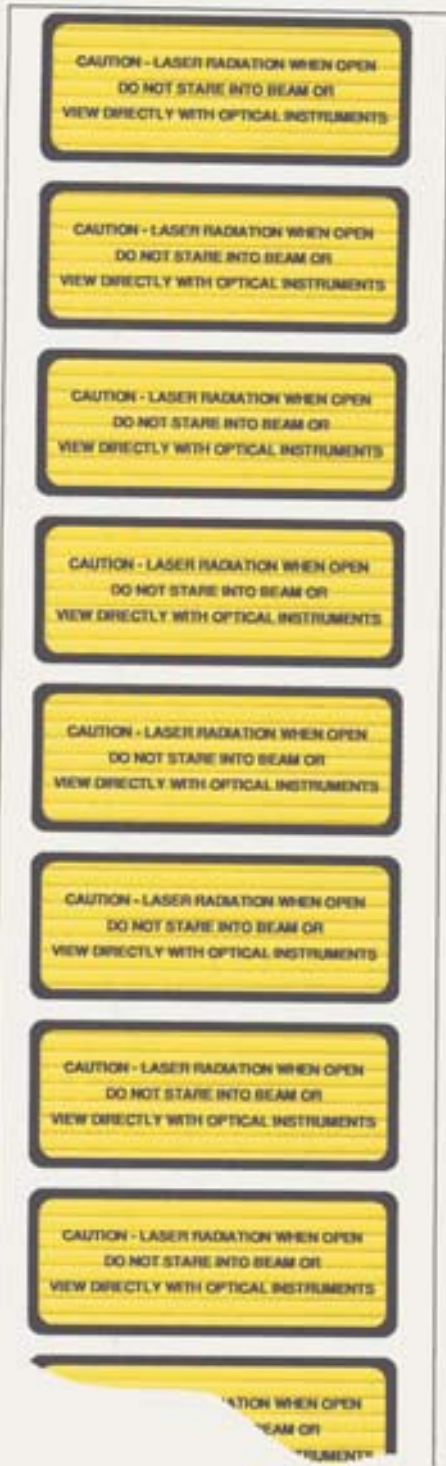 CAUTION - LASER RADIATION WHEN OPEN
DO NOT STARE INTO BEAM OR
VIEW DIRECTLY WITH OPTICAL INSTRUMENTS
CAUTION - LASER RADIATION WHEN OPEN
DO NOT STARE INTO BEAM OR
VIEW DIRECTLY WITH OPTICAL INSTRUMENTS
CAUTION - LASER RADIATION WHEN OPEN
DO NOT STARE INTO BEAM OR
VIEW DIRECTLY WITH OPTICAL INSTRUMENTS
CAUTION - LASER RADIATION WHEN OPEN
DO NOT STARE INTO BEAM OR
VIEW DIRECTLY WITH OPTICAL INSTRUMENTS
CAUTION - LASER RADIATION WHEN OPEN
DO NOT STARE INTO BEAM OR
VIEW DIRECTLY WITH OPTICAL INSTRUMENTS
CAUTION - LASER RADIATION WHEN OPEN
DO NOT STARE INTO BEAM OR
VIEW DIRECTLY WITH OPTICAL INSTRUMENTS
CAUTION - LASER RADIATION WHEN OPEN
DO NOT STARE INTO BEAM OR
VIEW DIRECTLY WITH OPTICAL INSTRUMENTS
CAUTION - LASER RADIATION WHEN OPEN
DO NOT STARE INTO BEAM OR
VIEW DIRECTLY WITH OPTICAL INSTRUMENTS
WHEN OPEN
OR